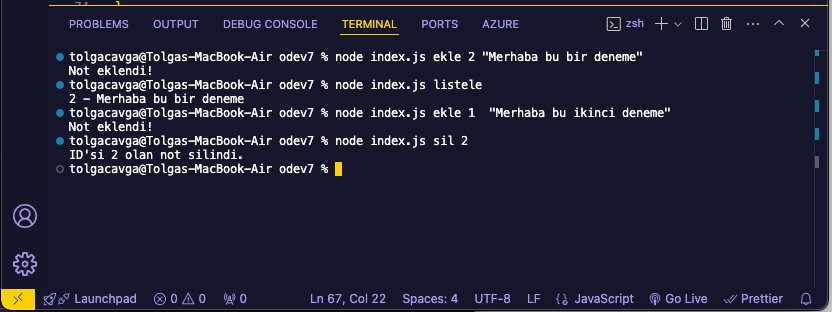 74 }
PROBLEMS OUTPUT DEBUG CONSOLE TERMINAL PORTS AZURE zsh
tolgacavga@Tolgas-MacBook-Air odev7 % node index.js ekle 2 "Merhaba bu bir deneme"
Not eklendi!
tolgacavga@Tolgas-MacBook-Air odev7 % node index.js listele
2 - Merhaba bu bir deneme
tolgacavga@Tolgas-MacBook-Air odev7 % node index.js ekle 1  "Merhaba bu ikinci deneme"
Not eklendi!
tolgacavga@Tolgas-MacBook-Air odev7 % node index.js sil 2
ID'si 2 olan not silindi.
tolgacavga@Tolgas-MacBook-Air odev7 %
Launchpad 0 0 0 Ln 67, Col 22 Spaces: 4 UTF-8 LF {} JavaScript Go Live Prettier